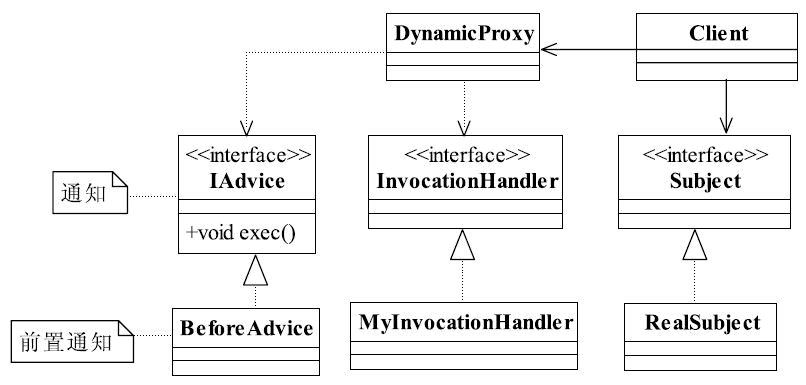 DynamicProxy
Client
<<interface>>
IAdvice
+void exec()
<<interface>>
InvocationHandler
<<interface>>
Subject
通知
前置通知
BeforeAdvice
MyInvocationHandler
RealSubject